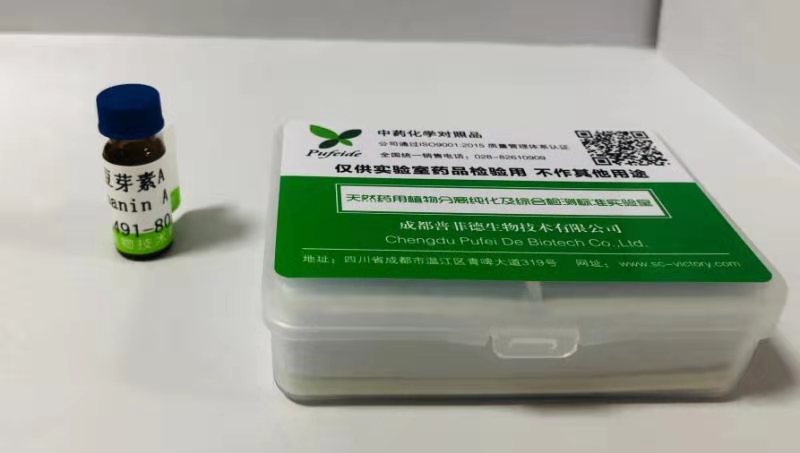 豆芽素A
anin A
491-80
物技术
Pufeide
中药化学对照品
公司通过ISO9001:2015 质量管理体系认证
全国统一销售电话：028-82610909
仅供实验室药品检验用 不作其他用途
天然药用植物分离纯化及综合检测标准实验室
成都普菲德生物技术有限公司
Chengdu Pufei De Biotech Co.,Ltd.
地址：四川省成都市温江区青啤大道319号 网址：www.sc-victory.com